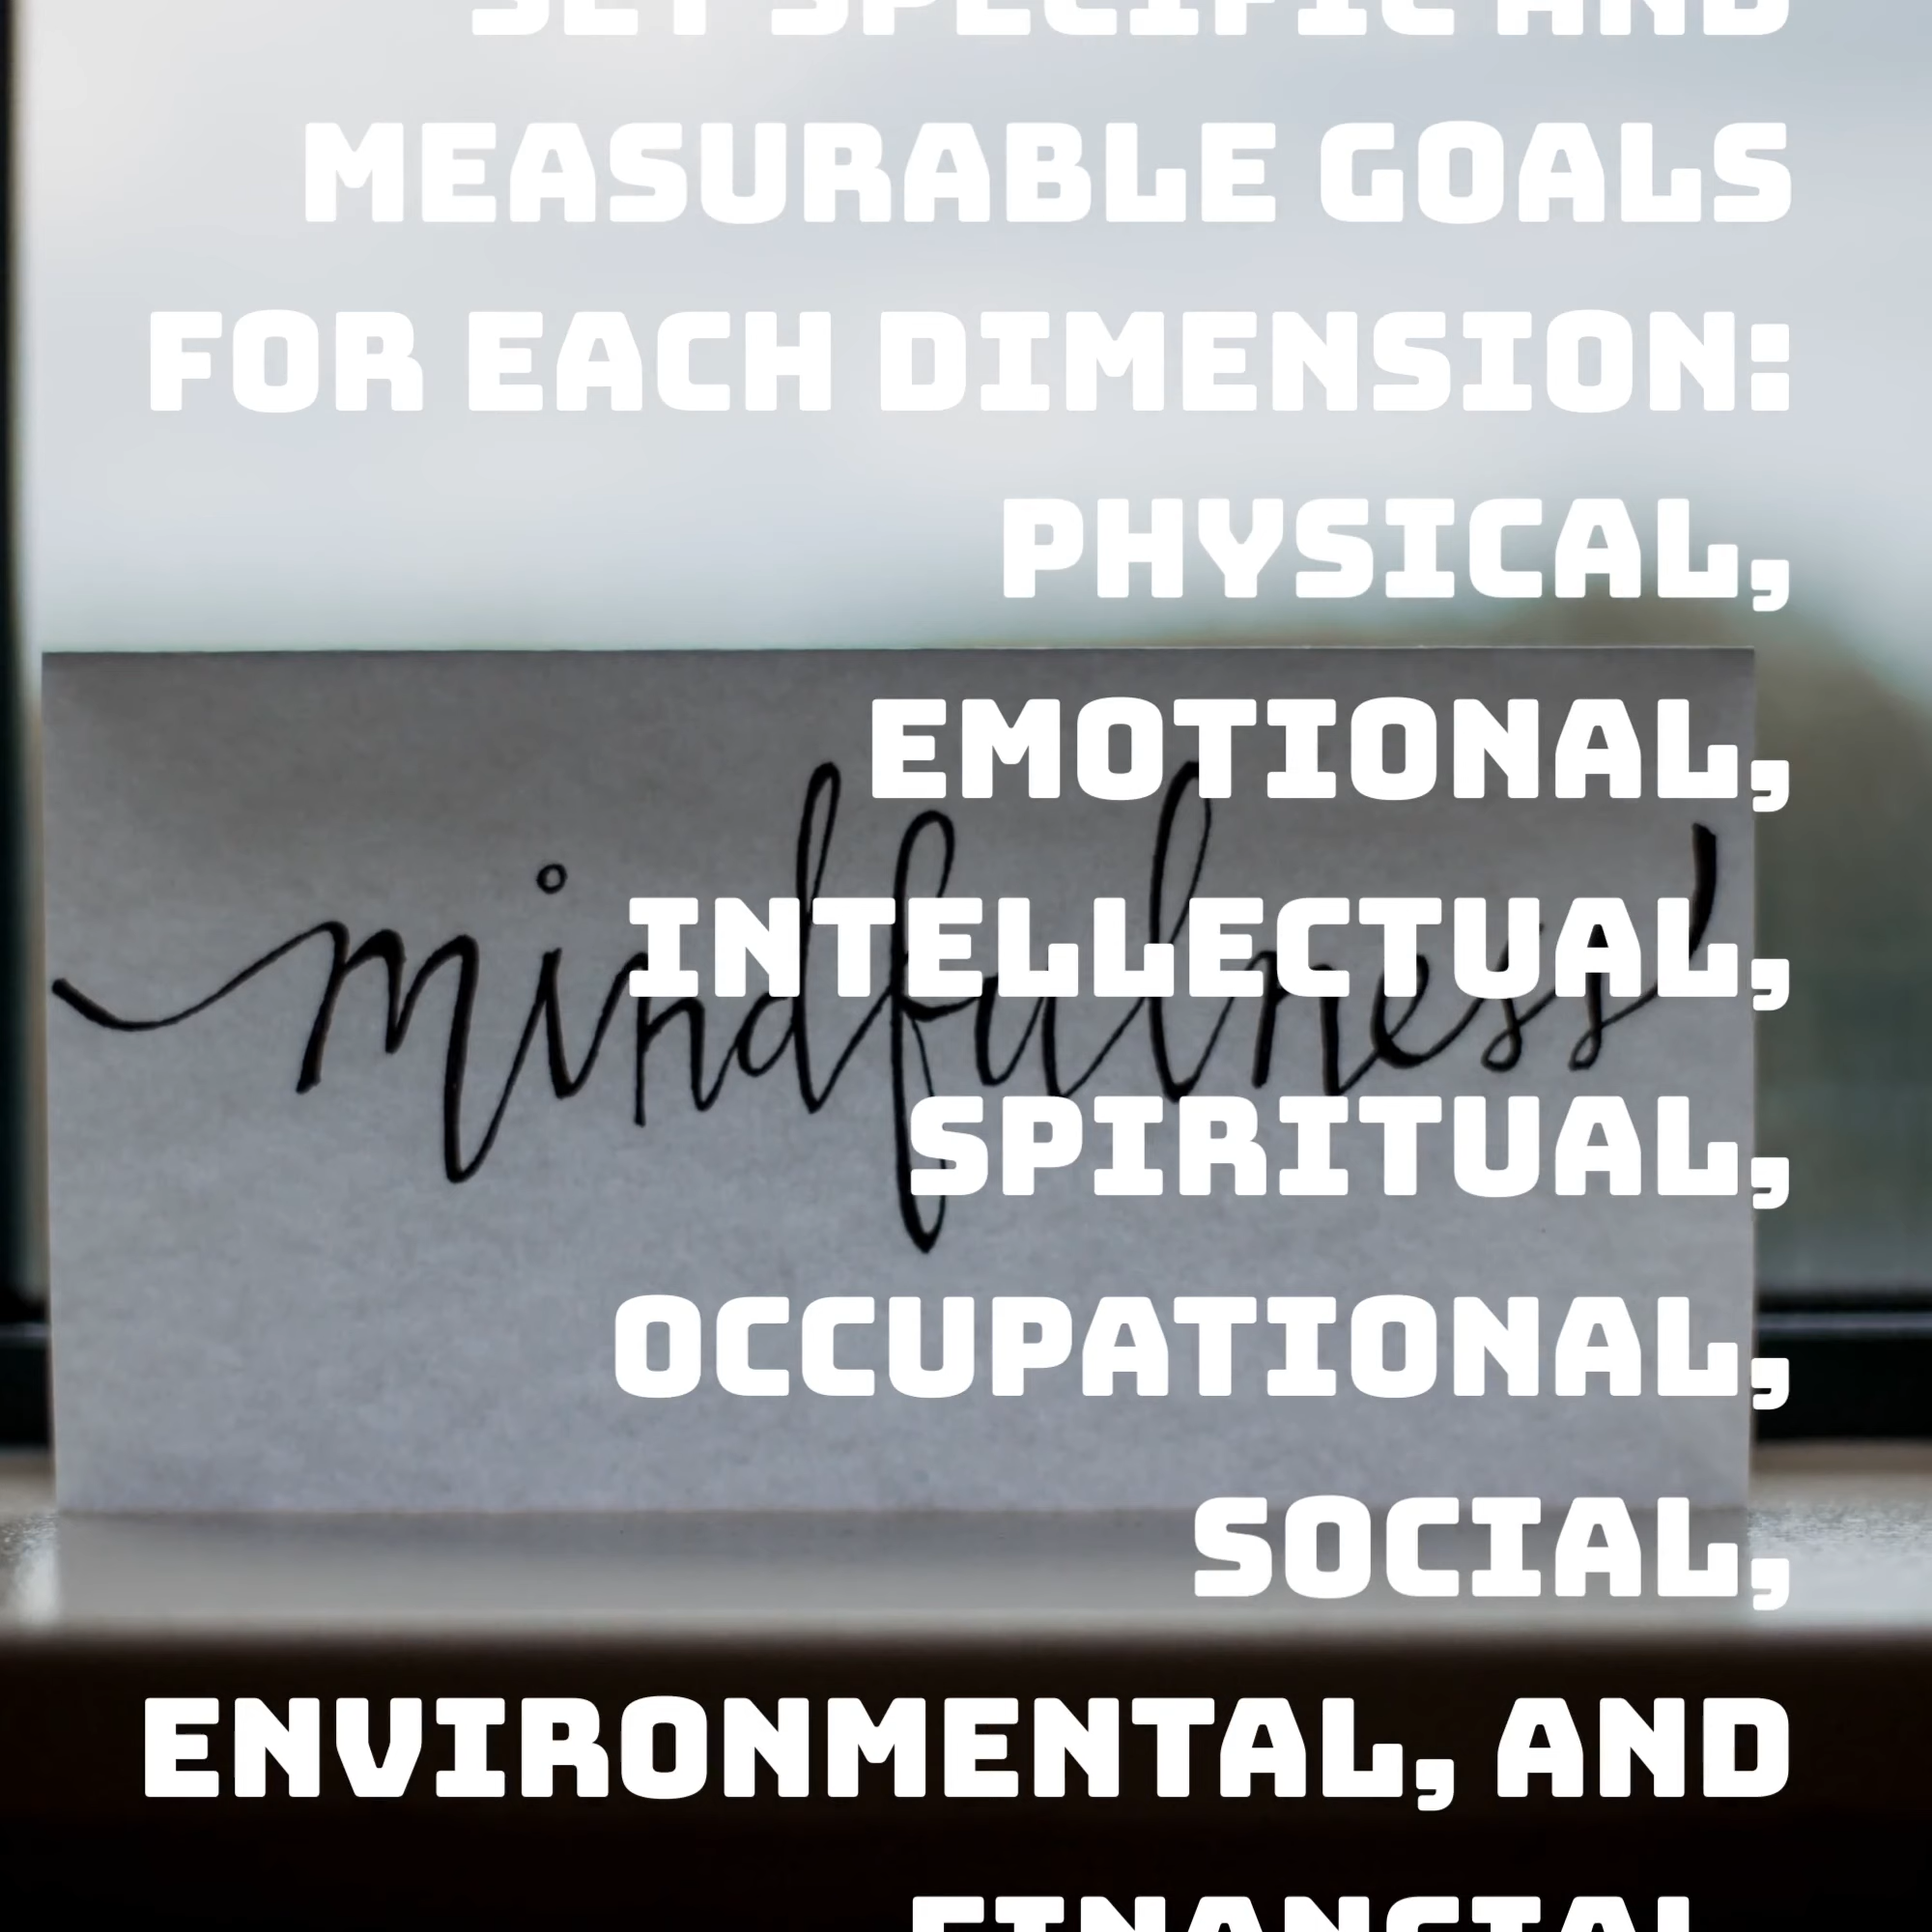 SET SPECIFIC AND
MEASURABLE GOALS
FOR EACH DIMENSION:
PHYSICAL,
EMOTIONAL,
mindfulness
INTELLECTUAL,
SPIRITUAL,
OCCUPATIONAL,
SOCIAL,
ENVIRONMENTAL, AND
FINANCIAL